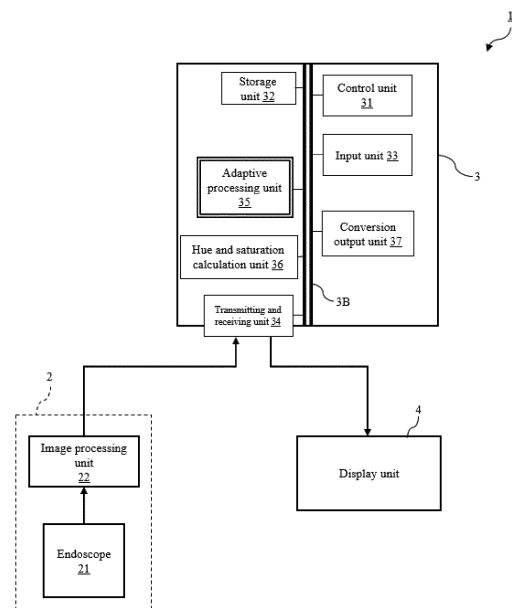 1
Storage
unit 32
Control unit
31
Input unit 33
3
Adaptive
processing unit
35
Conversion
output unit 37
Hue and saturation
calculation unit 36
3B
Transmitting and
receiving unit 34
2
4
Image processing
unit
22
Display unit
Endoscope
21